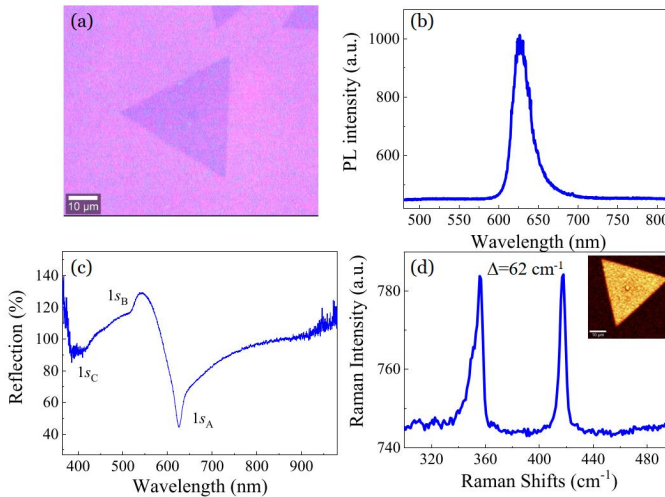 (a)
10 μm
(b)
PL intensity (a.u.)
1000
800
600
500 550 600 650 700 750 800
Wavelength (nm)
(c)
Reflection (%)
140
120
100
80
60
40
1sB
1sC
1sA
400 500 600 700 800 900
Wavelength (nm)
(d)
Δ=62 cm-1
Raman Intensity (a.u.)
780
760
740
320 360 400 440 480
Raman Shifts (cm-1)
10 μm